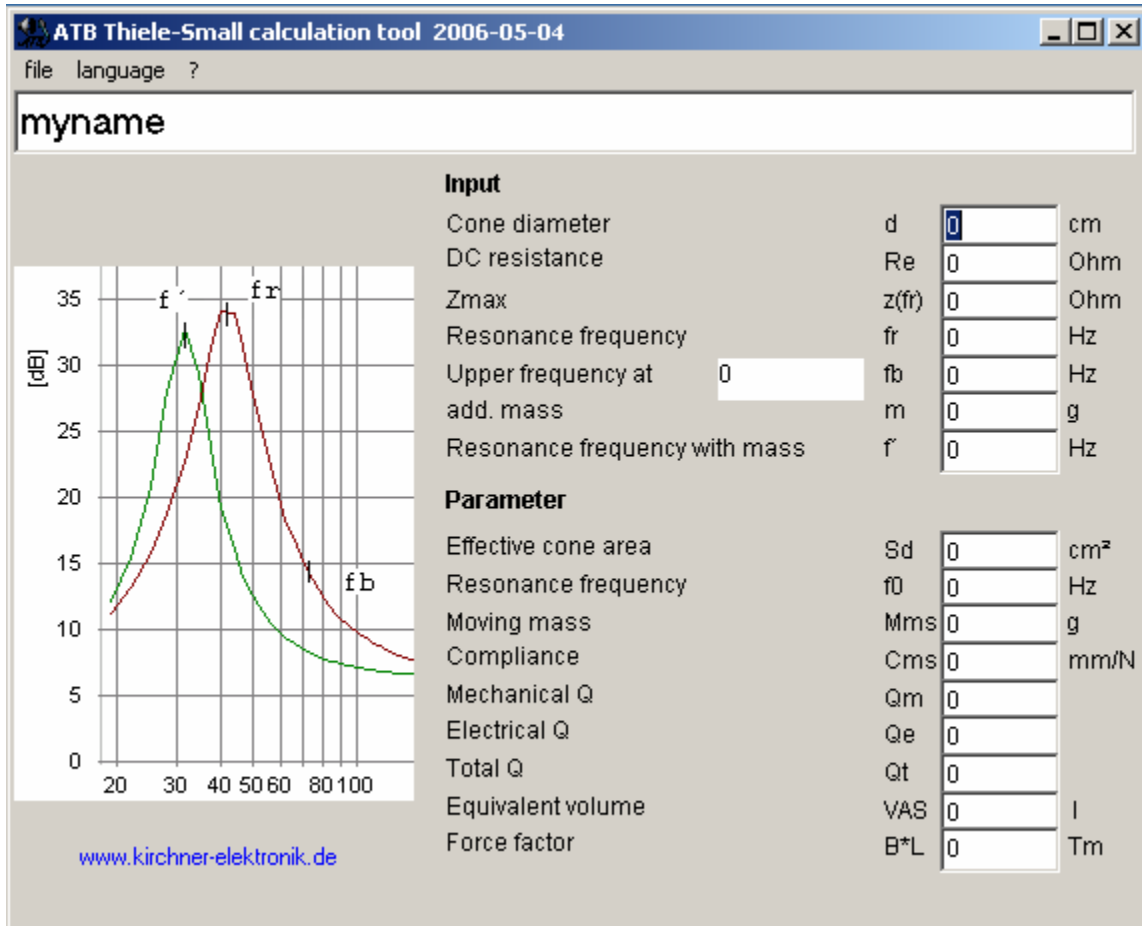 ATB Thiele-Small calculation tool 2006-05-04
file language ?
myname
Input
Cone diameter d 0 cm
DC resistance Re 0 Ohm
Zmax z(fr) 0 Ohm
Resonance frequency fr 0 Hz
Upper frequency at 0 fb 0 Hz
add. mass m 0 g
Resonance frequency with mass f´ 0 Hz
Parameter
Effective cone area Sd 0 cm²
Resonance frequency f0 0 Hz
Moving mass Mms 0 g
Compliance Cms 0 mm/N
Mechanical Q Qm 0
Electrical Q Qe 0
Total Q Qt 0
Equivalent volume VAS 0 l
Force factor B*L 0 Tm
[dB]
35
30
25
20
15
10
5
0
f´ fr
fb
20 30 40 50 60 80 100
www.kirchner-elektronik.de